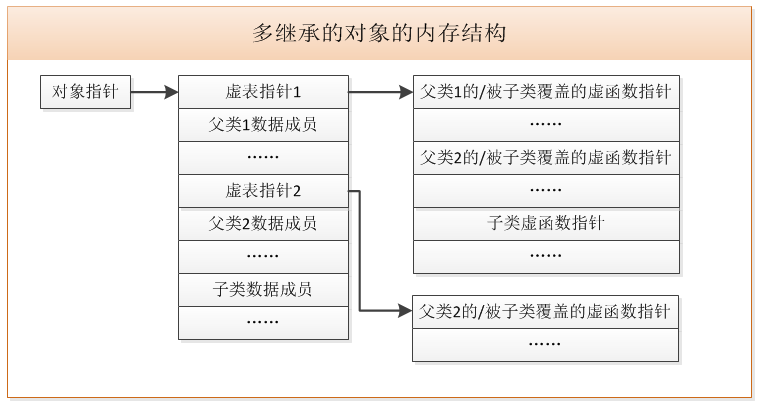 多继承的对象的内存结构
对象指针
虚表指针1
父类1数据成员
……
虚表指针2
父类2数据成员
……
子类数据成员
……
父类1的/被子类覆盖的虚函数指针
……
父类2的/被子类覆盖的虚函数指针
……
子类虚函数指针
……
父类2的/被子类覆盖的虚函数指针
……